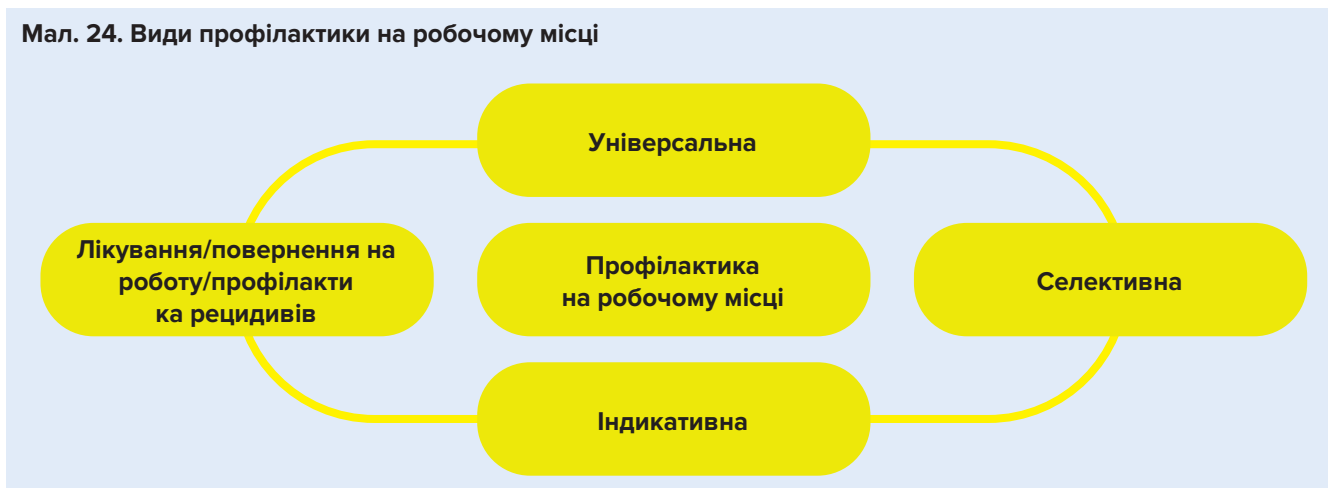 Мал. 24. Види профілактики на робочому місці
Універсальна
Лікування/повернення на
роботу/профілакти
ка рецидивів
Профілактика
на робочому місці
Селективна
Індикативна